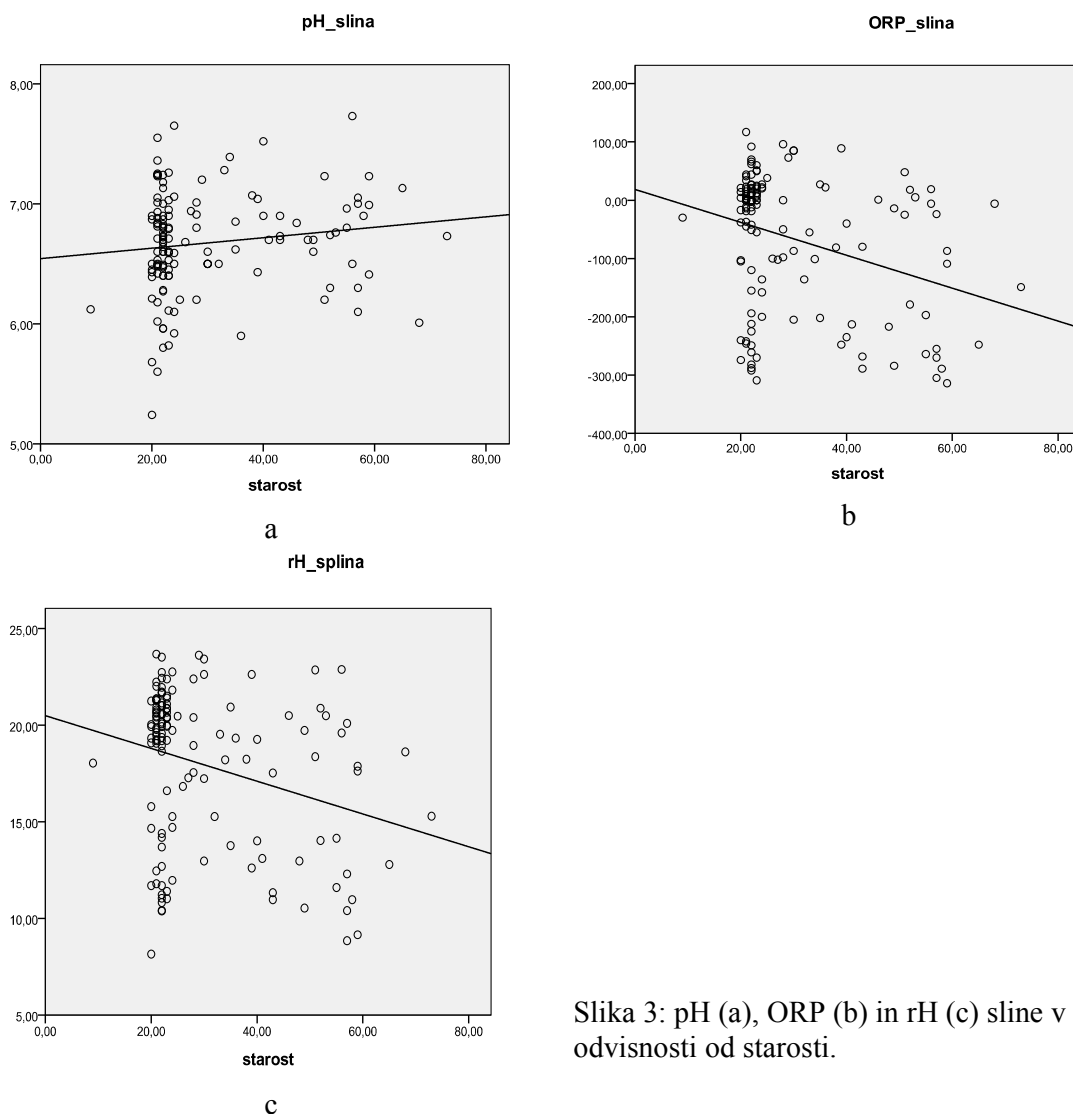 pH_slina
8,00
7,00
6,00
5,00
0,00 20,00 40,00 60,00 80,00
starost
a
ORP_slina
200,00
100,00
0,00
-100,00
-200,00
-300,00
-400,00
0,00 20,00 40,00 60,00 80,00
starost
b
rH_splina
25,00
20,00
15,00
10,00
5,00
0,00 20,00 40,00 60,00 80,00
starost
c
Slika 3: pH (a), ORP (b) in rH (c) sline v
odvisnosti od starosti.